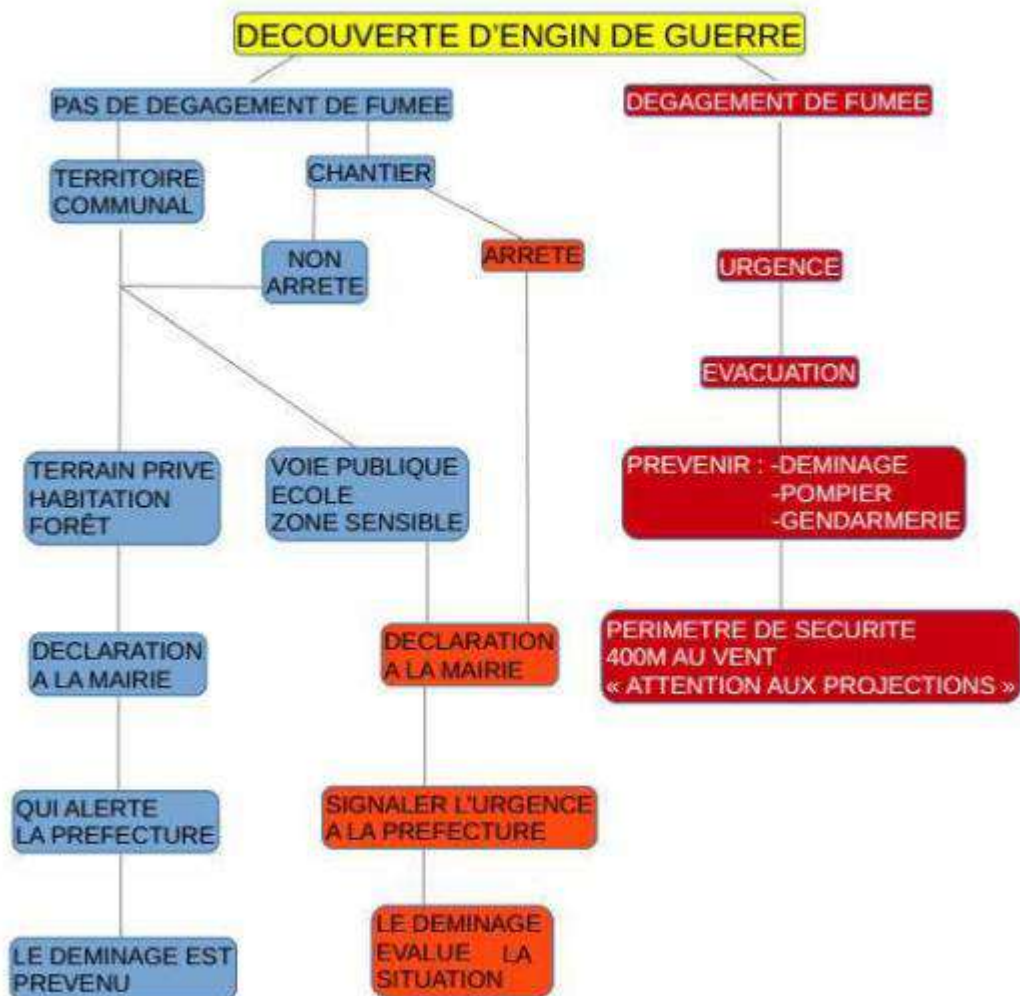 DECOUVERTE D'ENGIN DE GUERRE
PAS DE DEGAGEMENT DE FUMEE
DEGAGEMENT DE FUMEE
TERRITOIRE
COMMUNAL
CHANTIER
NON
ARRETE
ARRETE
URGENCE
EVACUATION
TERRAIN PRIVE
HABITATION
FORÊT
VOIE PUBLIQUE
ECOLE
ZONE SENSIBLE
PREVENIR : -DEMINAGE
-POMPIER
-GENDARMERIE
DECLARATION
A LA MAIRIE
DECLARATION
A LA MAIRIE
PERIMETRE DE SECURITE
400M AU VENT
« ATTENTION AUX PROJECTIONS »
QUI ALERTE
LA PREFECTURE
SIGNALER L'URGENCE
A LA PREFECTURE
LE DEMINAGE EST
PREVENU
LE DEMINAGE
EVALUE LA
SITUATION